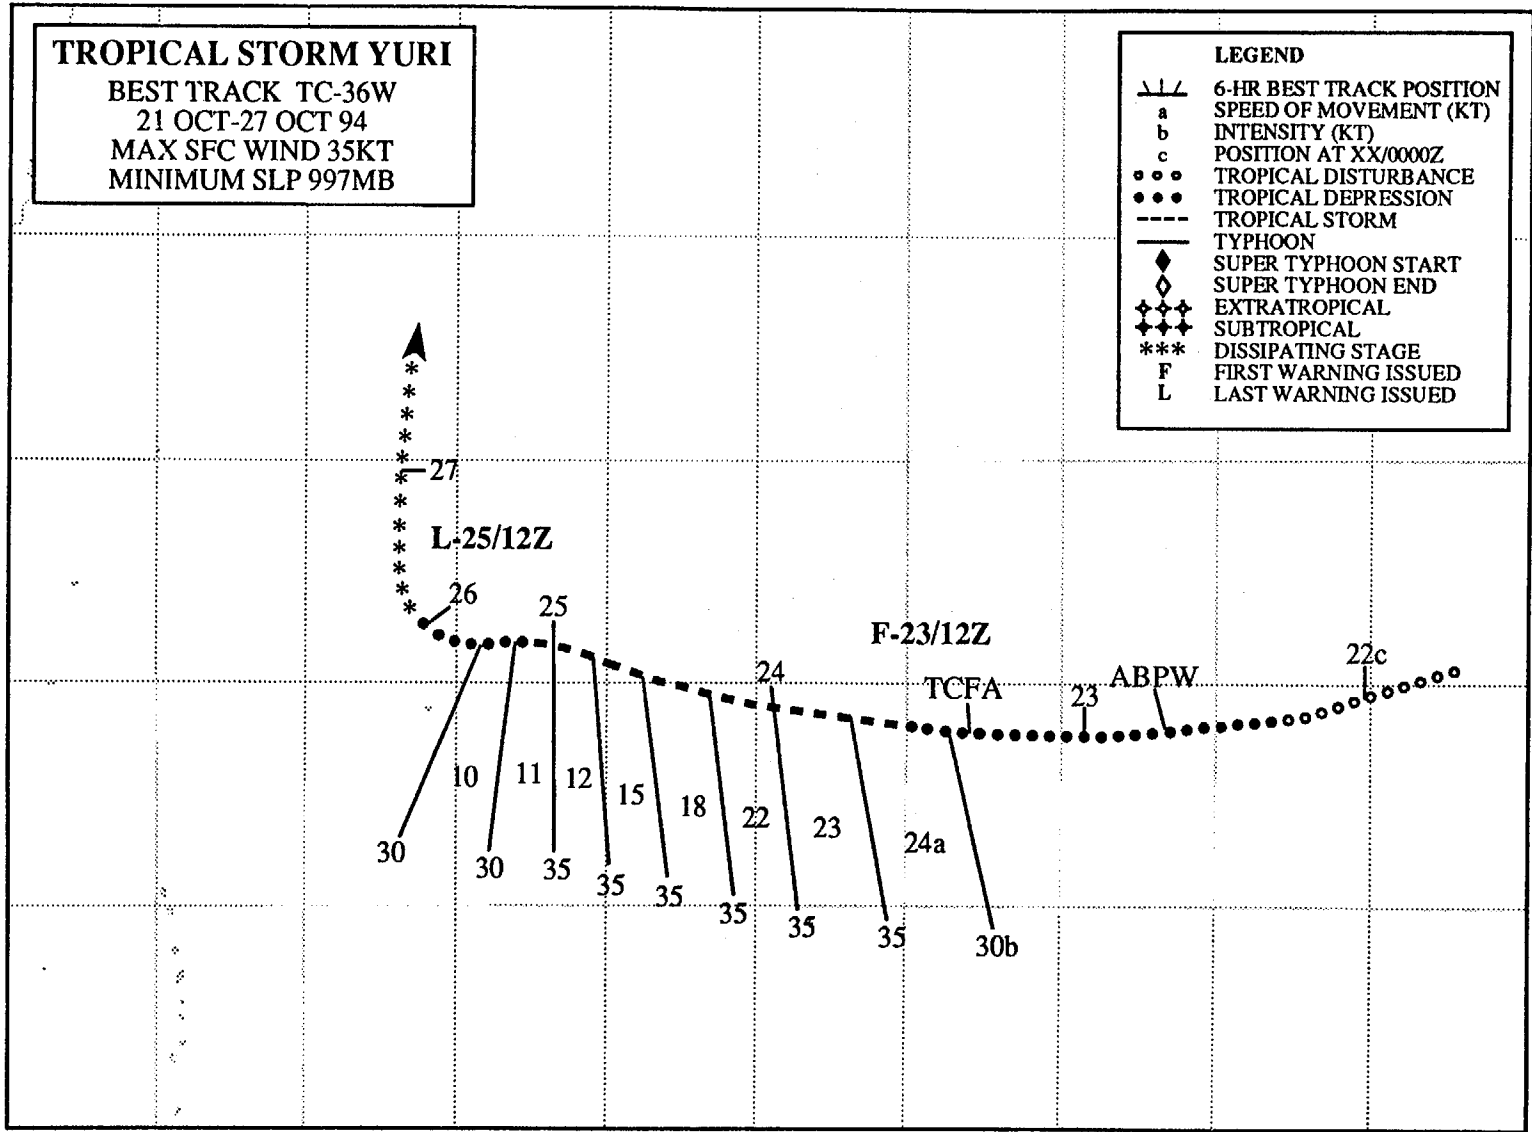 TROPICAL STORM YURI
BEST TRACK TC-36W
21 OCT-27 OCT 94
MAX SFC WIND 35KT
MINIMUM SLP 997MB
LEGEND
6-HR BEST TRACK POSITION
a SPEED OF MOVEMENT (KT)
b INTENSITY (KT)
c POSITION AT XX/0000Z
TROPICAL DISTURBANCE
TROPICAL DEPRESSION
TROPICAL STORM
TYPHOON
SUPER TYPHOON START
SUPER TYPHOON END
EXTRATROPICAL
SUBTROPICAL
*** DISSIPATING STAGE
F FIRST WARNING ISSUED
L LAST WARNING ISSUED
27
L-25/12Z
26
25
F-23/12Z
24
TCFA
23
ABPW
22c
10
11
12
15
18
22
23
24a
30
30
35
35
35
35
35
35
30b